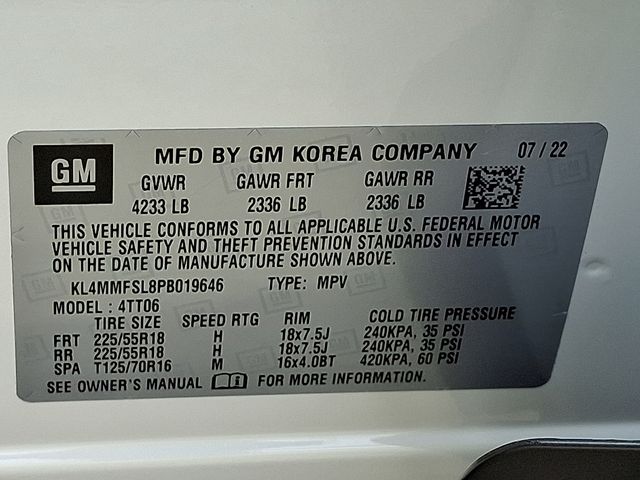 GM MFD BY GM KOREA COMPANY 07 / 22
GVWR GAWR FRT GAWR RR
4233 LB 2336 LB 2336 LB
THIS VEHICLE CONFORMS TO ALL APPLICABLE U.S. FEDERAL MOTOR
VEHICLE SAFETY AND THEFT PREVENTION STANDARDS IN EFFECT
ON THE DATE OF MANUFACTURE SHOWN ABOVE.
KL4MMFSL8PB019646 TYPE: MPV
MODEL : 4TT06
TIRE SIZE SPEED RTG RIM COLD TIRE PRESSURE
FRT 225/55R18 H 18x7.5J 240KPA, 35 PSI
RR 225/55R18 H 18x7.5J 240KPA, 35 PSI
SPA T125/70R16 M 16x4.0BT 420KPA, 60 PSI
SEE OWNER'S MANUAL FOR MORE INFORMATION.